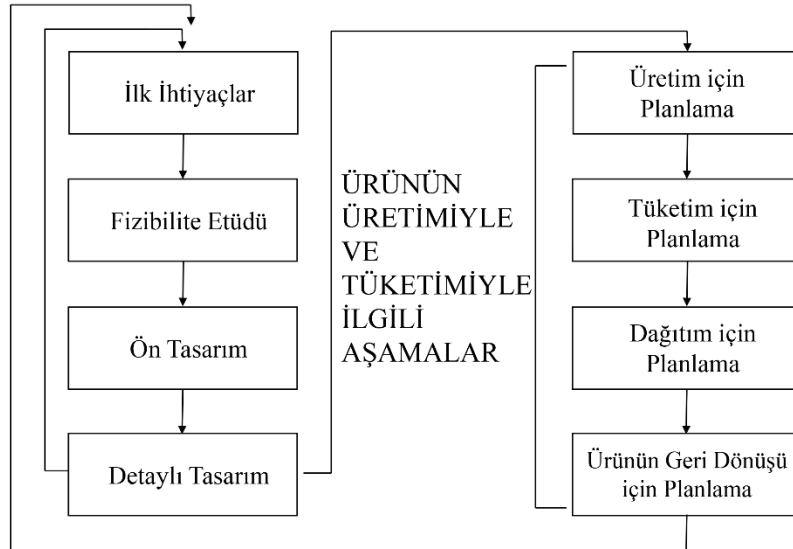 İlk İhtiyaçlar
Fizibilite Etüdü
Ön Tasarım
Detaylı Tasarım
ÜRÜNÜN
ÜRETİMİYLE
VE
TÜKETİMİYLE
İLGİLİ
AŞAMALAR
Üretim için
Planlama
Tüketim için
Planlama
Dağıtım için
Planlama
Ürünün Geri Dönüşü
için Planlama